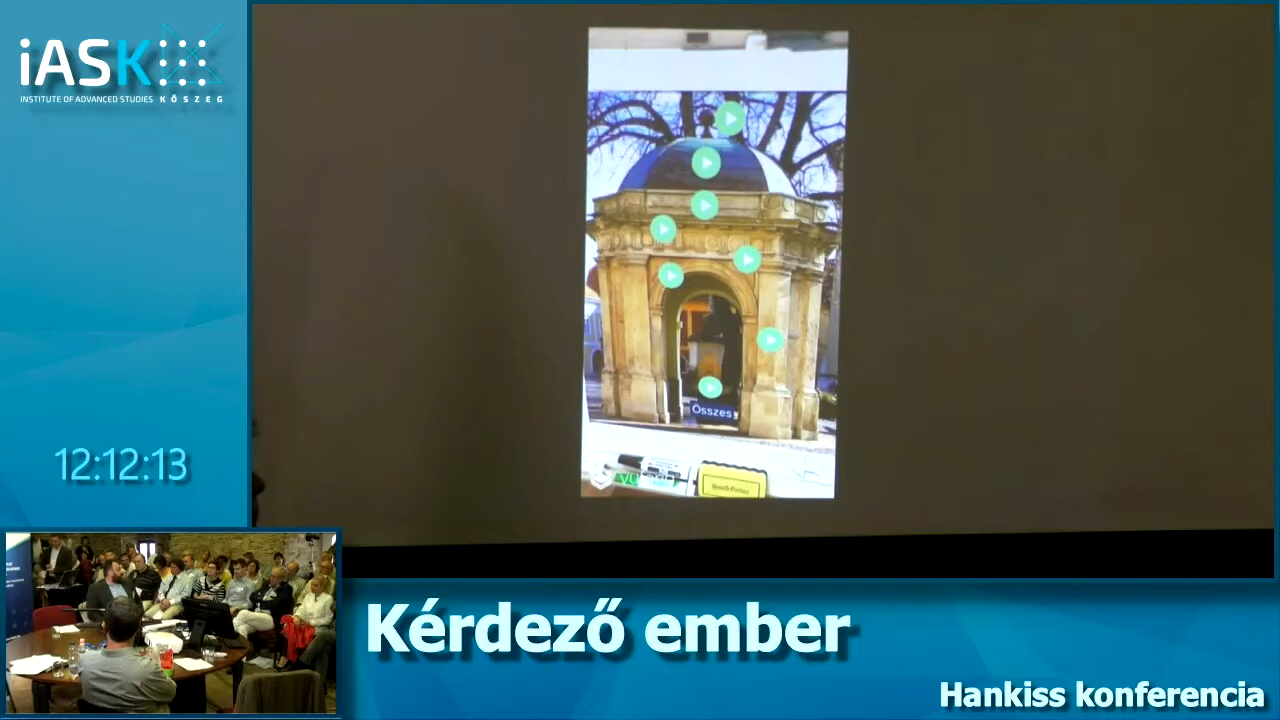 iASK
INSTITUTE OF ADVANCED STUDIES KŐSZEG
Összes
12:12:13
Kérdező ember
Hankiss konferencia